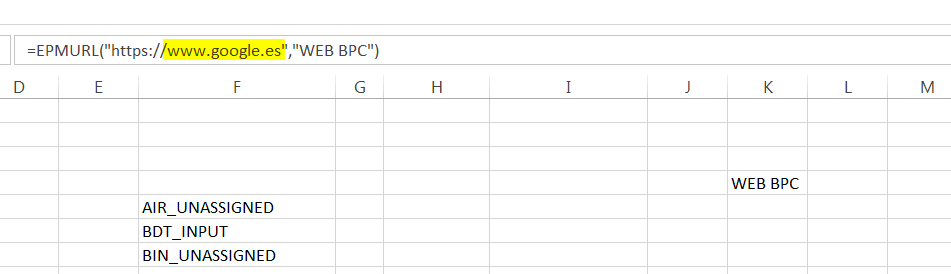 =EPMURL("https://www.google.es","WEB BPC")
D E F G H I J K L M
WEB BPC
AIR_UNASSIGNED
BDT_INPUT
BIN_UNASSIGNED